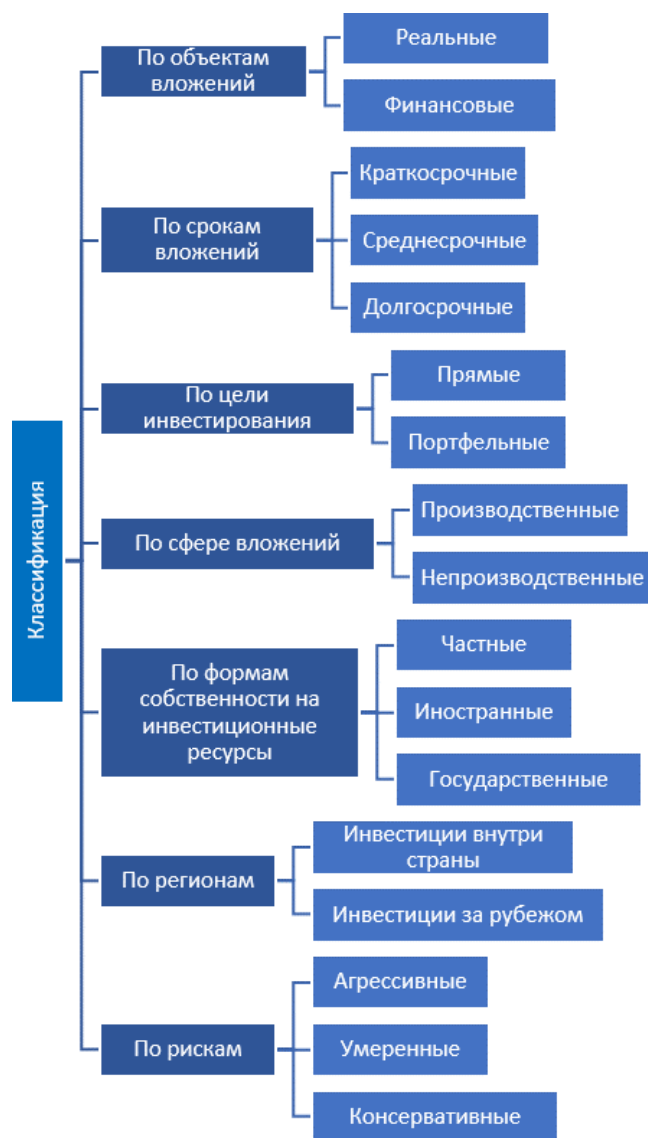 Классификация
По объектам
вложений
Реальные
Финансовые
По срокам
вложений
Краткосрочные
Среднесрочные
Долгосрочные
По цели
инвестирования
Прямые
Портфельные
По сфере вложений
Производственные
Непроизводственные
По формам
собственности на
инвестиционные
ресурсы
Частные
Иностранные
Государственные
По регионам
Инвестиции внутри
страны
Инвестиции за рубежом
По рискам
Агрессивные
Умеренные
Консервативные